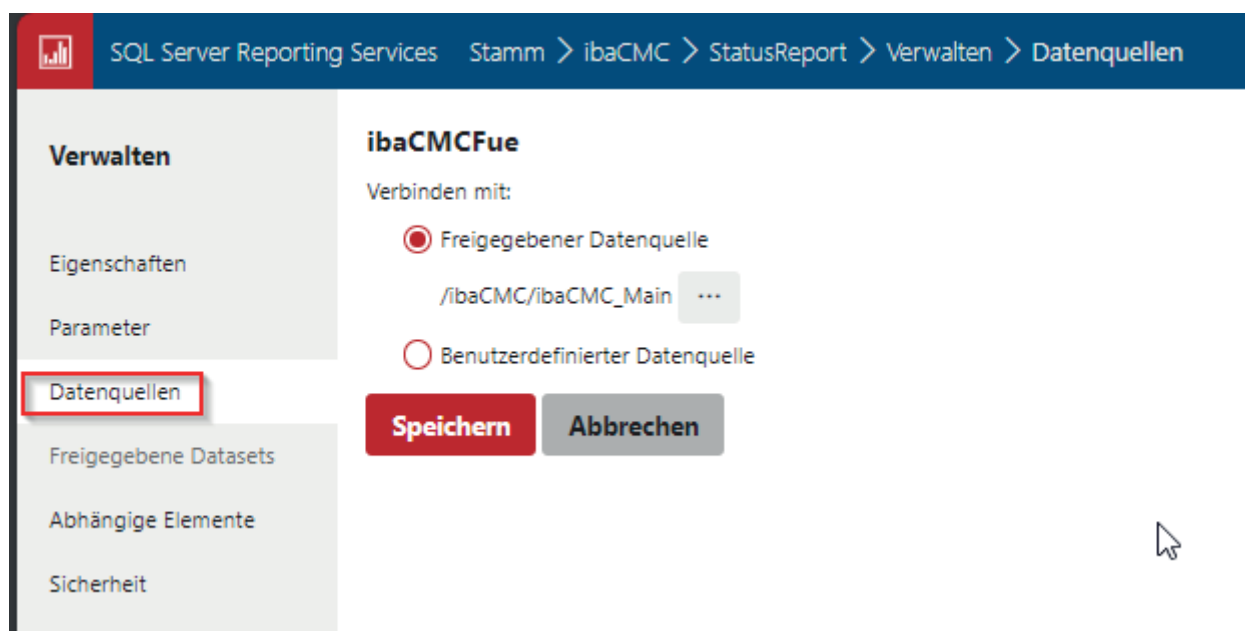 SQL Server Reporting Services Stamm > ibaCMC > StatusReport > Verwalten > Datenquellen
Verwalten
Eigenschaften
Parameter
Datenquellen
Freigegebene Datasets
Abhängige Elemente
Sicherheit
ibaCMCFue
Verbinden mit:
Freigegebener Datenquelle
/ibaCMC/ibaCMC_Main ...
Benutzerdefinierter Datenquelle
Speichern Abbrechen